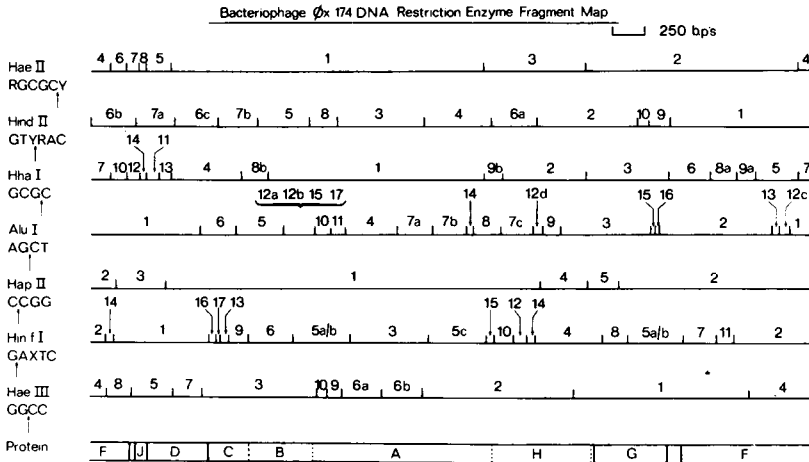 Bacteriophage Øx 174 DNA Restriction Enzyme Fragment Map
250 b.p's
4 6 7 8 5 1 3 2 4
Hae II
RGCGCY
6b 7a 6c 7b 5 8 3 4 6a 2 10 9 1
Hind II
GTYRAC
14 11
7 10 12 13 4 8b 1 9b 2 3 6 8a 9a 5 7
Hha I
GCGC
12a 12b 15 17 14 12d 15 16 13 12c
1 6 5 10 11 4 7a 7b 8 7c 9 3 2 1
Alu I
AGCT
2 3 1 4 5 2
Hap II
CCGG
14 16 17 13 15 12 14
2 1 9 6 5a/b 3 5c 10 4 8 5a/b 7 11 2
Hin f I
GAXTC
4 8 5 7 3 10 9 6a 6b 2 1 4
Hae III
GGCC
Protein
F J D C B A H G F